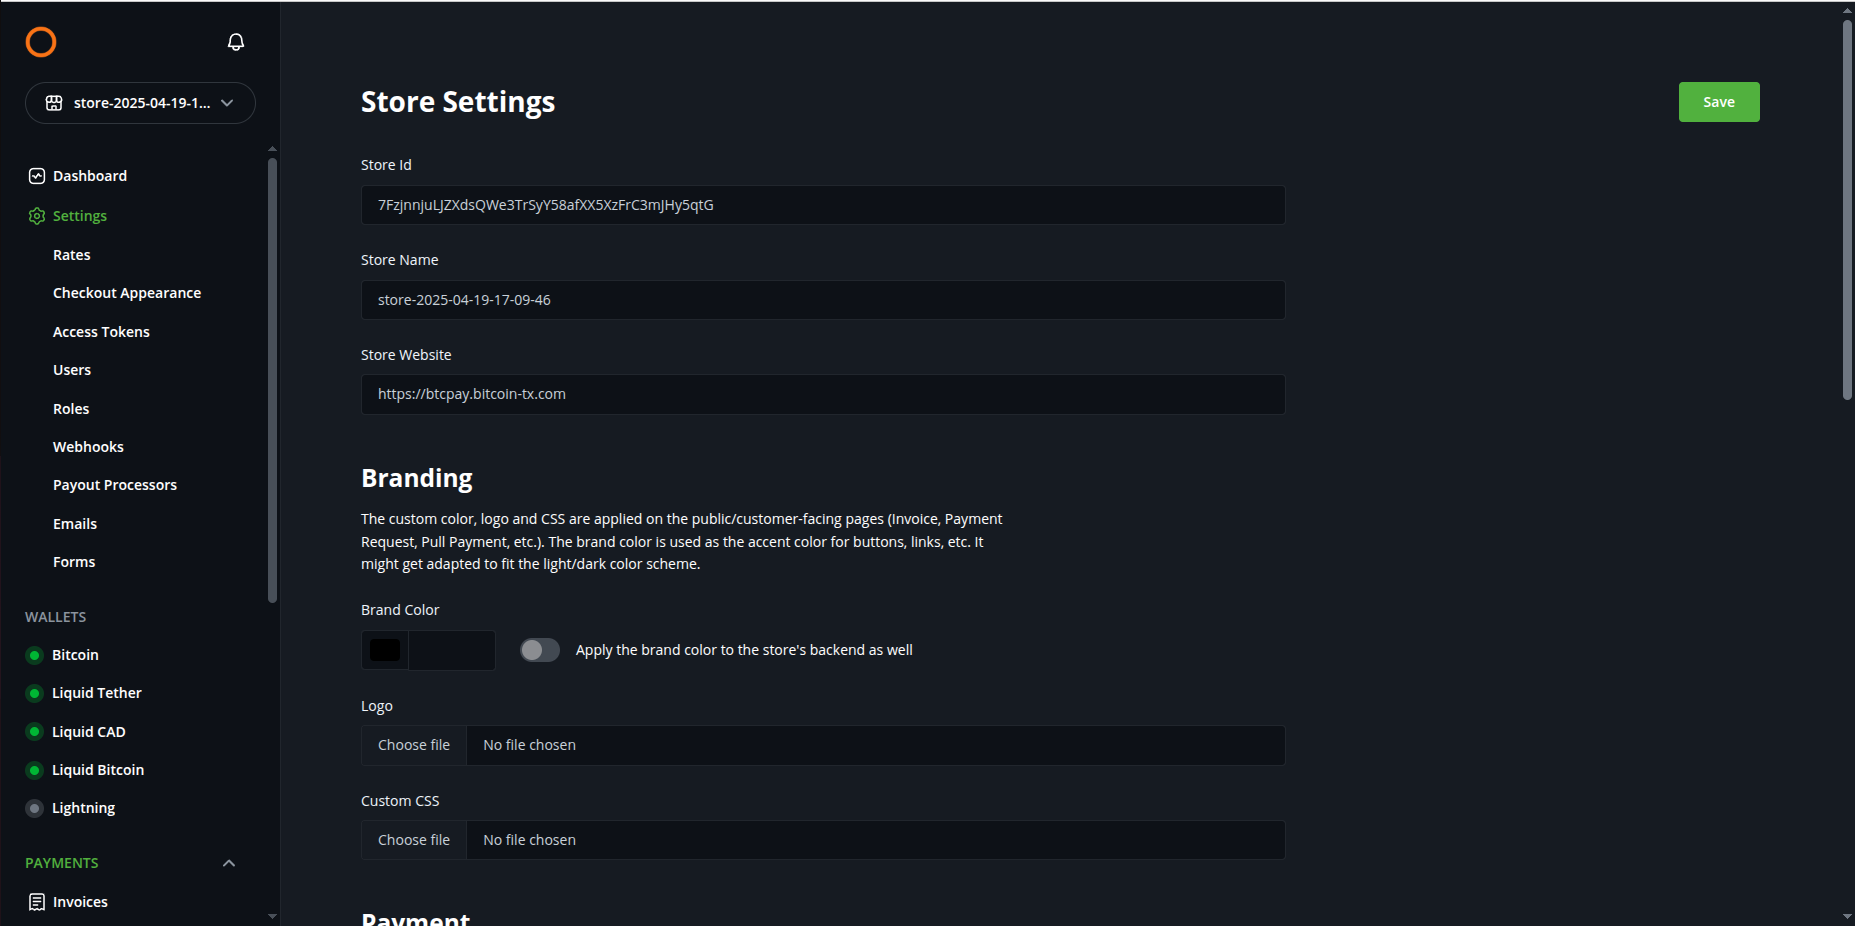 store-2025-04-19-1...
Dashboard
Settings
Rates
Checkout Appearance
Access Tokens
Users
Roles
Webhooks
Payout Processors
Emails
Forms
WALLETS
Bitcoin
Liquid Tether
Liquid CAD
Liquid Bitcoin
Lightning
PAYMENTS
Invoices
Store Settings
Save
Store Id
7FzjnnjuLJZXdsQWe3TrSyY58afXX5XzFrC3mJHy5qtG
Store Name
store-2025-04-19-17-09-46
Store Website
https://btcpay.bitcoin-tx.com
Branding
The custom color, logo and CSS are applied on the public/customer-facing pages (Invoice, Payment
Request, Pull Payment, etc.). The brand color is used as the accent color for buttons, links, etc. It
might get adapted to fit the light/dark color scheme.
Brand Color
Apply the brand color to the store's backend as well
Logo
Choose file No file chosen
Custom CSS
Choose file No file chosen
Payment